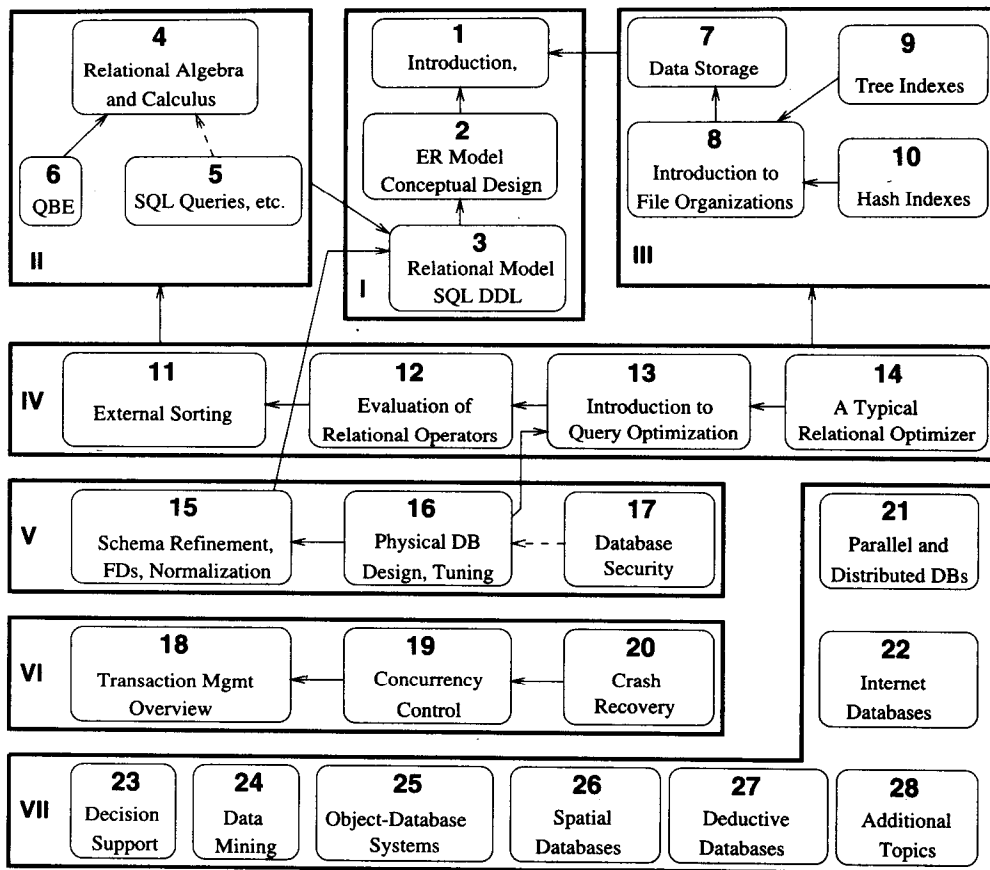 4
Relational Algebra
and Calculus
6
QBE
5
SQL Queries, etc.
II
1
Introduction,
2
ER Model
Conceptual Design
3
Relational Model
SQL DDL
I
7
Data Storage
9
Tree Indexes
8
Introduction to
File Organizations
10
Hash Indexes
III
IV
11
External Sorting
12
Evaluation of
Relational Operators
13
Introduction to
Query Optimization
14
A Typical
Relational Optimizer
V
15
Schema Refinement,
FDs, Normalization
16
Physical DB
Design, Tuning
17
Database
Security
21
Parallel and
Distributed DBs
VI
18
Transaction Mgmt
Overview
19
Concurrency
Control
20
Crash
Recovery
22
Internet
Databases
VII
23
Decision
Support
24
Data
Mining
25
Object-Database
Systems
26
Spatial
Databases
27
Deductive
Databases
28
Additional
Topics